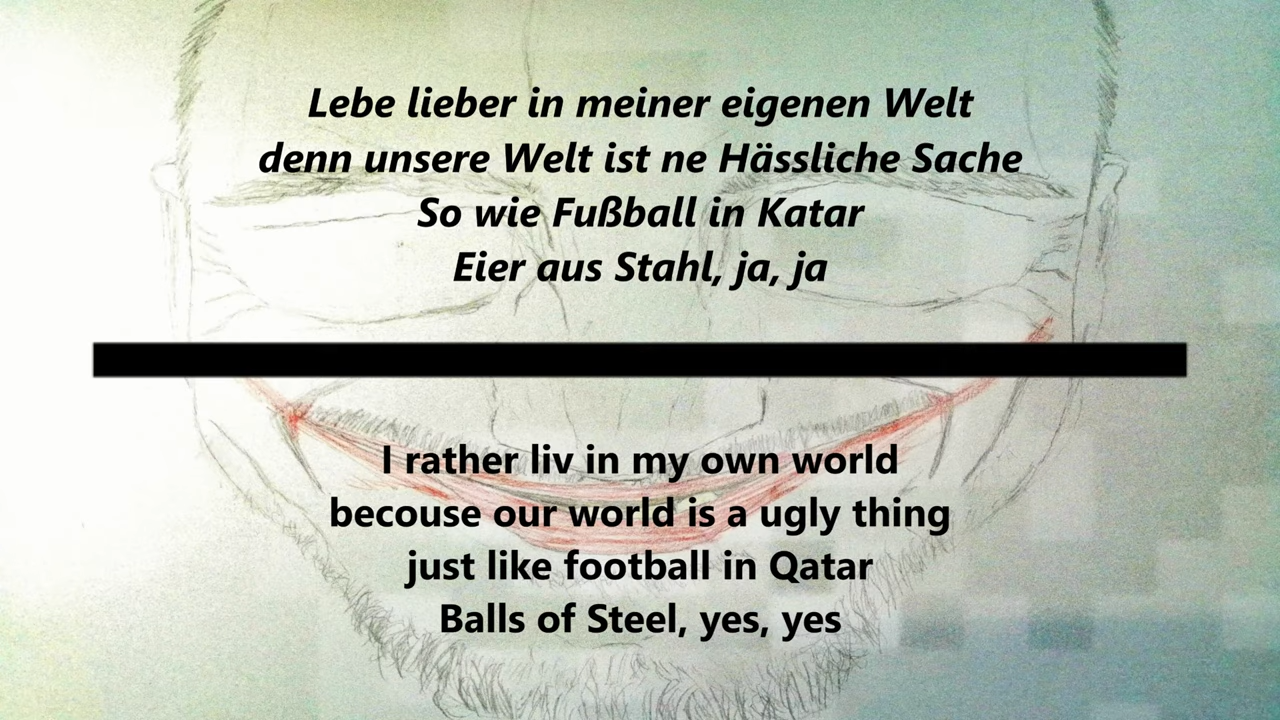 Lebe lieber in meiner eigenen Welt
denn unsere Welt ist ne Hässliche Sache
So wie Fußball in Katar
Eier aus Stahl, ja, ja
I rather liv in my own world
becouse our world is a ugly thing
just like football in Qatar
Balls of Steel, yes, yes